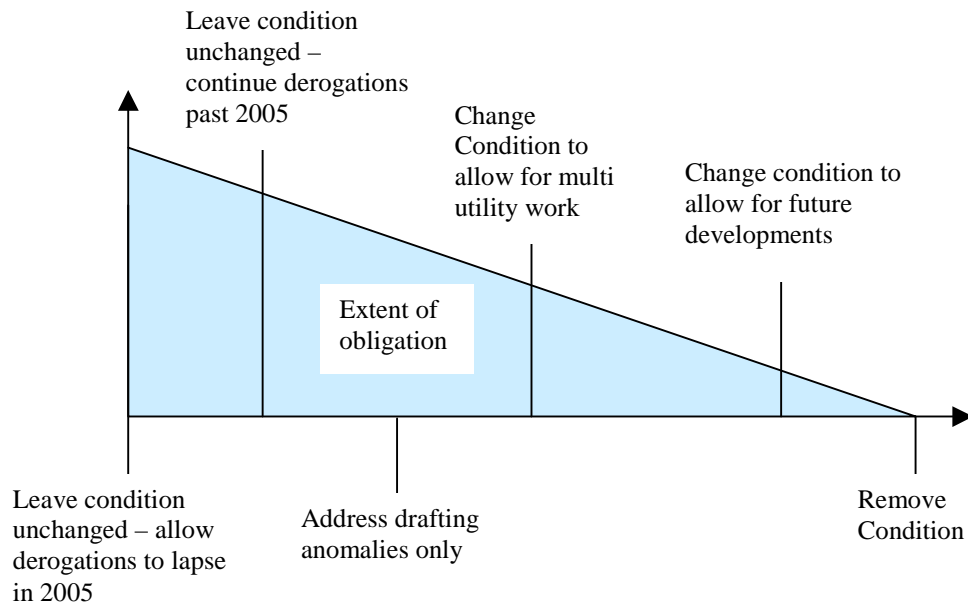 Leave condition
unchanged –
continue derogations
past 2005
Change
Condition to
allow for multi
utility work
Change condition to
allow for future
developments
Extent of
obligation
Leave condition
unchanged – allow
derogations to lapse
in 2005
Address drafting
anomalies only
Remove
Condition